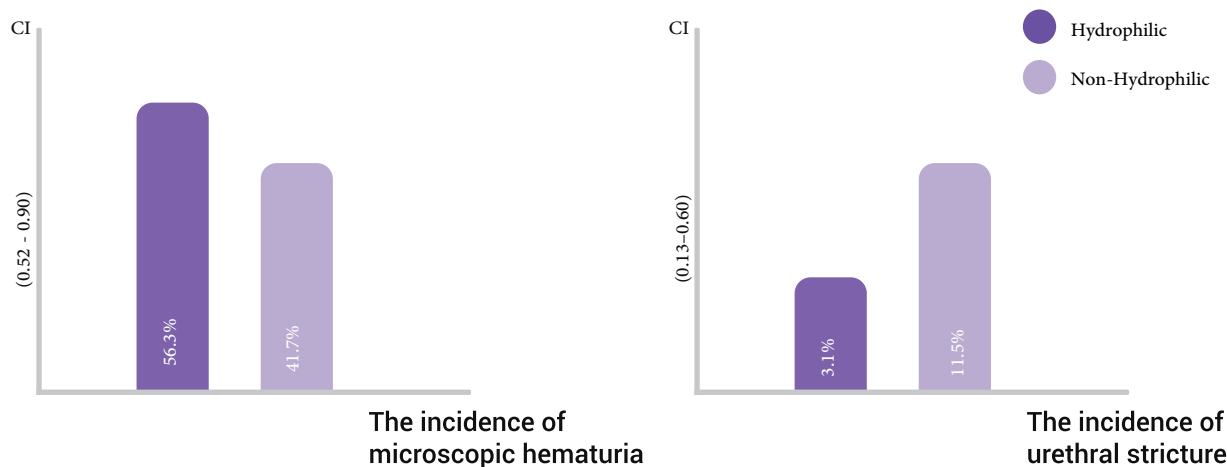 CI
(0.52 - 0.90)
56.3%
41.7%
The incidence of
microscopic hematuria
CI
(0.13–0.60)
3.1%
11.5%
The incidence of
urethral stricture
Hydrophilic
Non-Hydrophilic